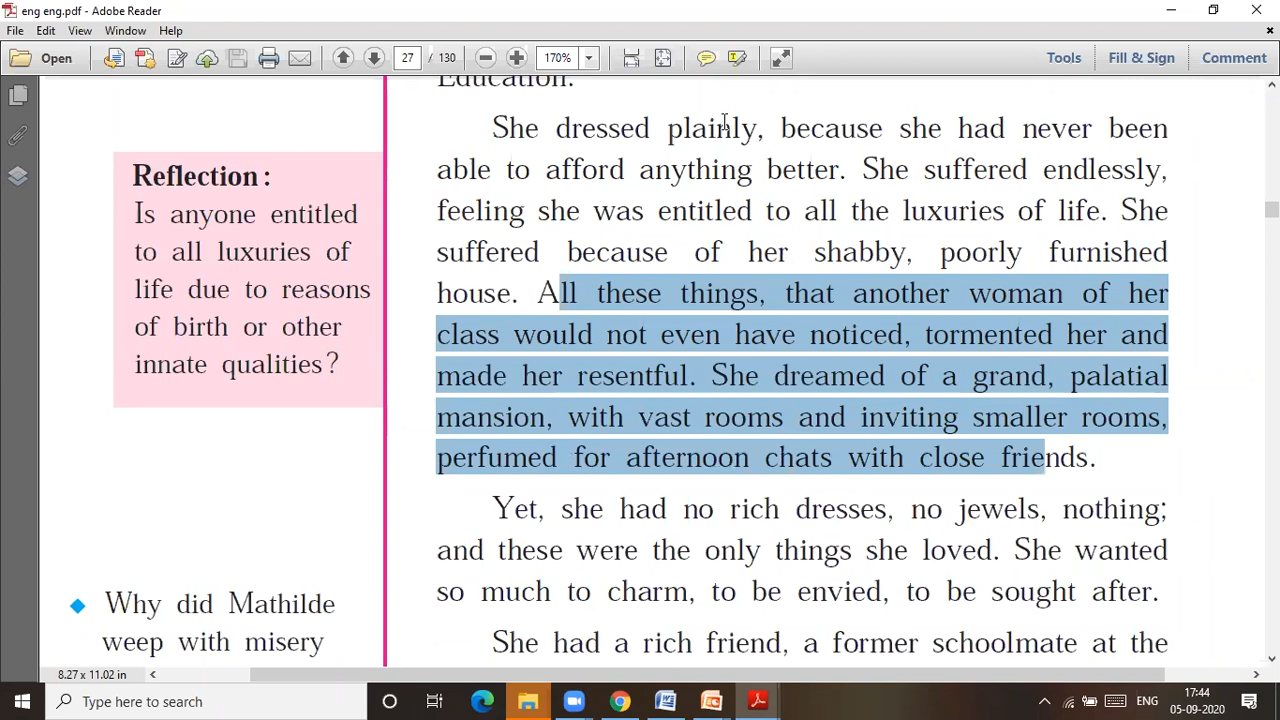 eng eng.pdf - Adobe Reader
File Edit View Window Help
Open 27 / 130 170% Tools Fill & Sign Comment
Education.
She dressed plainly, because she had never been
able to afford anything better. She suffered endlessly,
feeling she was entitled to all the luxuries of life. She
suffered because of her shabby, poorly furnished
house. All these things, that another woman of her
class would not even have noticed, tormented her and
made her resentful. She dreamed of a grand, palatial
mansion, with vast rooms and inviting smaller rooms,
perfumed for afternoon chats with close friends.
Yet, she had no rich dresses, no jewels, nothing;
and these were the only things she loved. She wanted
so much to charm, to be envied, to be sought after.
She had a rich friend, a former schoolmate at the
Reflection:
Is anyone entitled
to all luxuries of
life due to reasons
of birth or other
innate qualities?
Why did Mathilde
weep with misery
8.27 x 11.02 in
Type here to search
ENG
17:44
05-09-2020